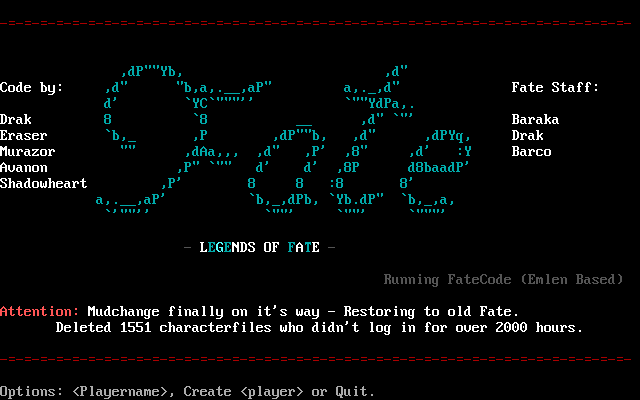 Code by:
Fate Staff:
Drak
Baraka
Eraser
Drak
Murazor
Barco
Avanon
Shadowheart
Fate
- LEGENDS OF FATE -
Running FateCode (Emlen Based)
Attention: Mudchange finally on it's way - Restoring to old Fate.
Deleted 1551 characterfiles who didn't log in for over 2000 hours.
Options: <Playername>, Create <player> or Quit.